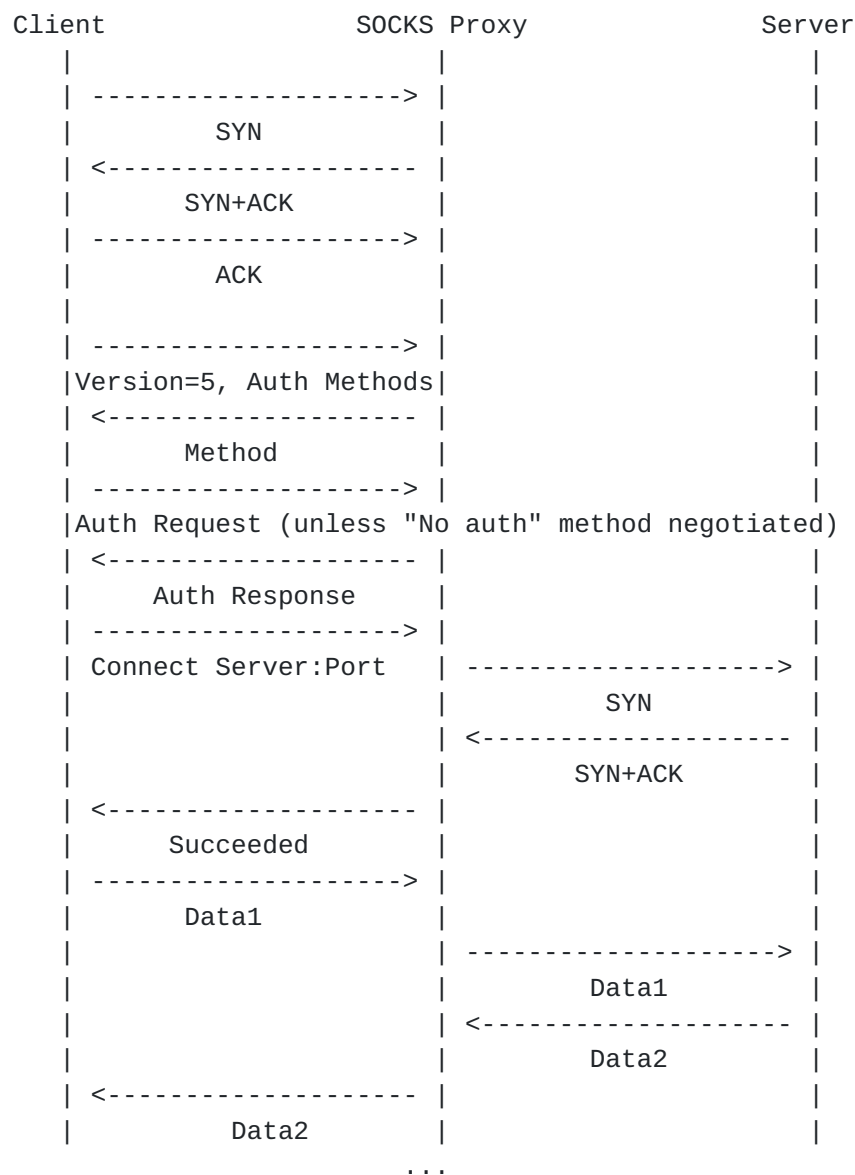 Client                SOCKS Proxy               Server
   |                       |                       |
   | --------------------> |                       |
   |         SYN           |                       |
   | <-------------------- |                       |
   |       SYN+ACK         |                       |
   | --------------------> |                       |
   |         ACK           |                       |
   |                       |                       |
   | --------------------> |                       |
   |Version=5, Auth Methods|                       |
   | <-------------------- |                       |
   |       Method          |                       |
   | --------------------> |                       |
   |Auth Request (unless "No auth" method negotiated)
   | <-------------------- |                       |
   |     Auth Response     |                       |
   | --------------------> |                       |
   | Connect Server:Port   | --------------------> |
   |                       |         SYN           |
   |                       | <-------------------- |
   |                       |       SYN+ACK         |
   | <-------------------- |                       |
   |      Succeeded        |                       |
   | --------------------> |                       |
   |       Data1           |                       |
   |                       | --------------------> |
   |                       |        Data1          |
   |                       | <-------------------- |
   |                       |        Data2          |
   | <-------------------- |                       |
   |          Data2        |                       |
                         ...